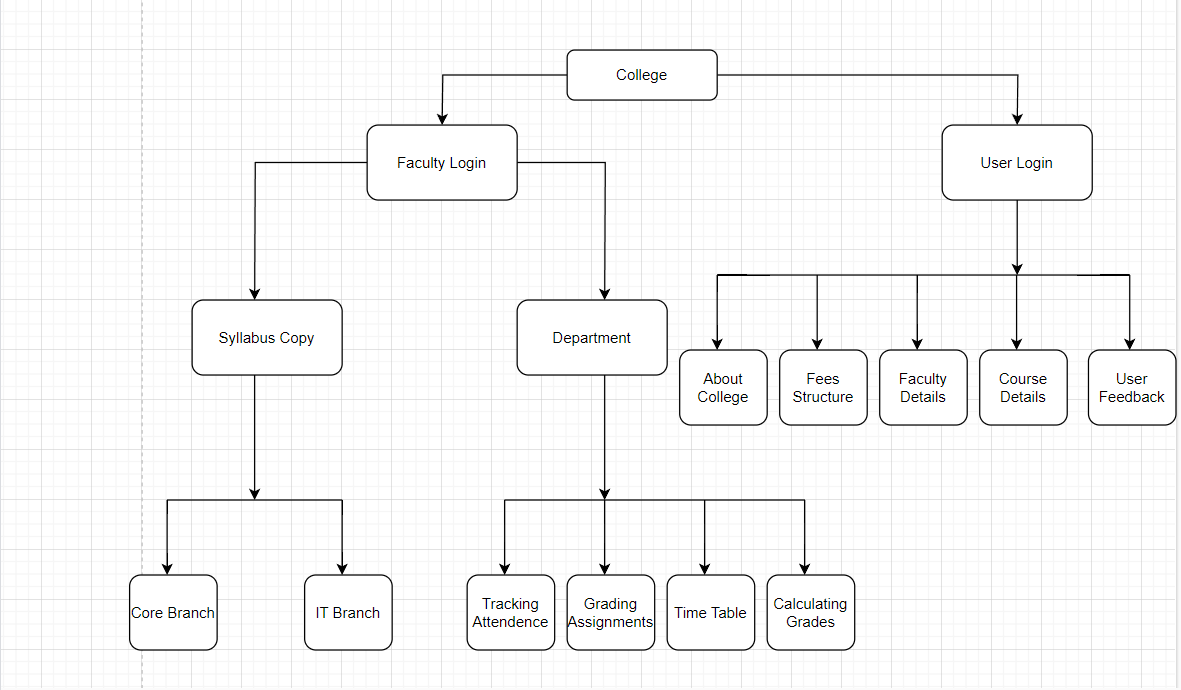 College
Faculty Login
User Login
Syllabus Copy
Department
About
College
Fees
Structure
Faculty
Details
Course
Details
User
Feedback
Core Branch
IT Branch
Tracking
Attendence
Grading
Assignments
Time Table
Calculating
Grades